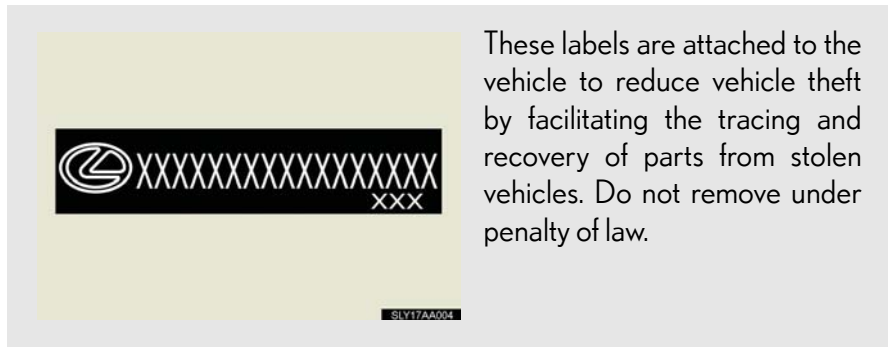 XXXXXXXXXXXXXXXXX
XXX
SLY17AA004
These labels are attached to the
vehicle to reduce vehicle theft
by facilitating the tracing and
recovery of parts from stolen
vehicles. Do not remove under
penalty of law.